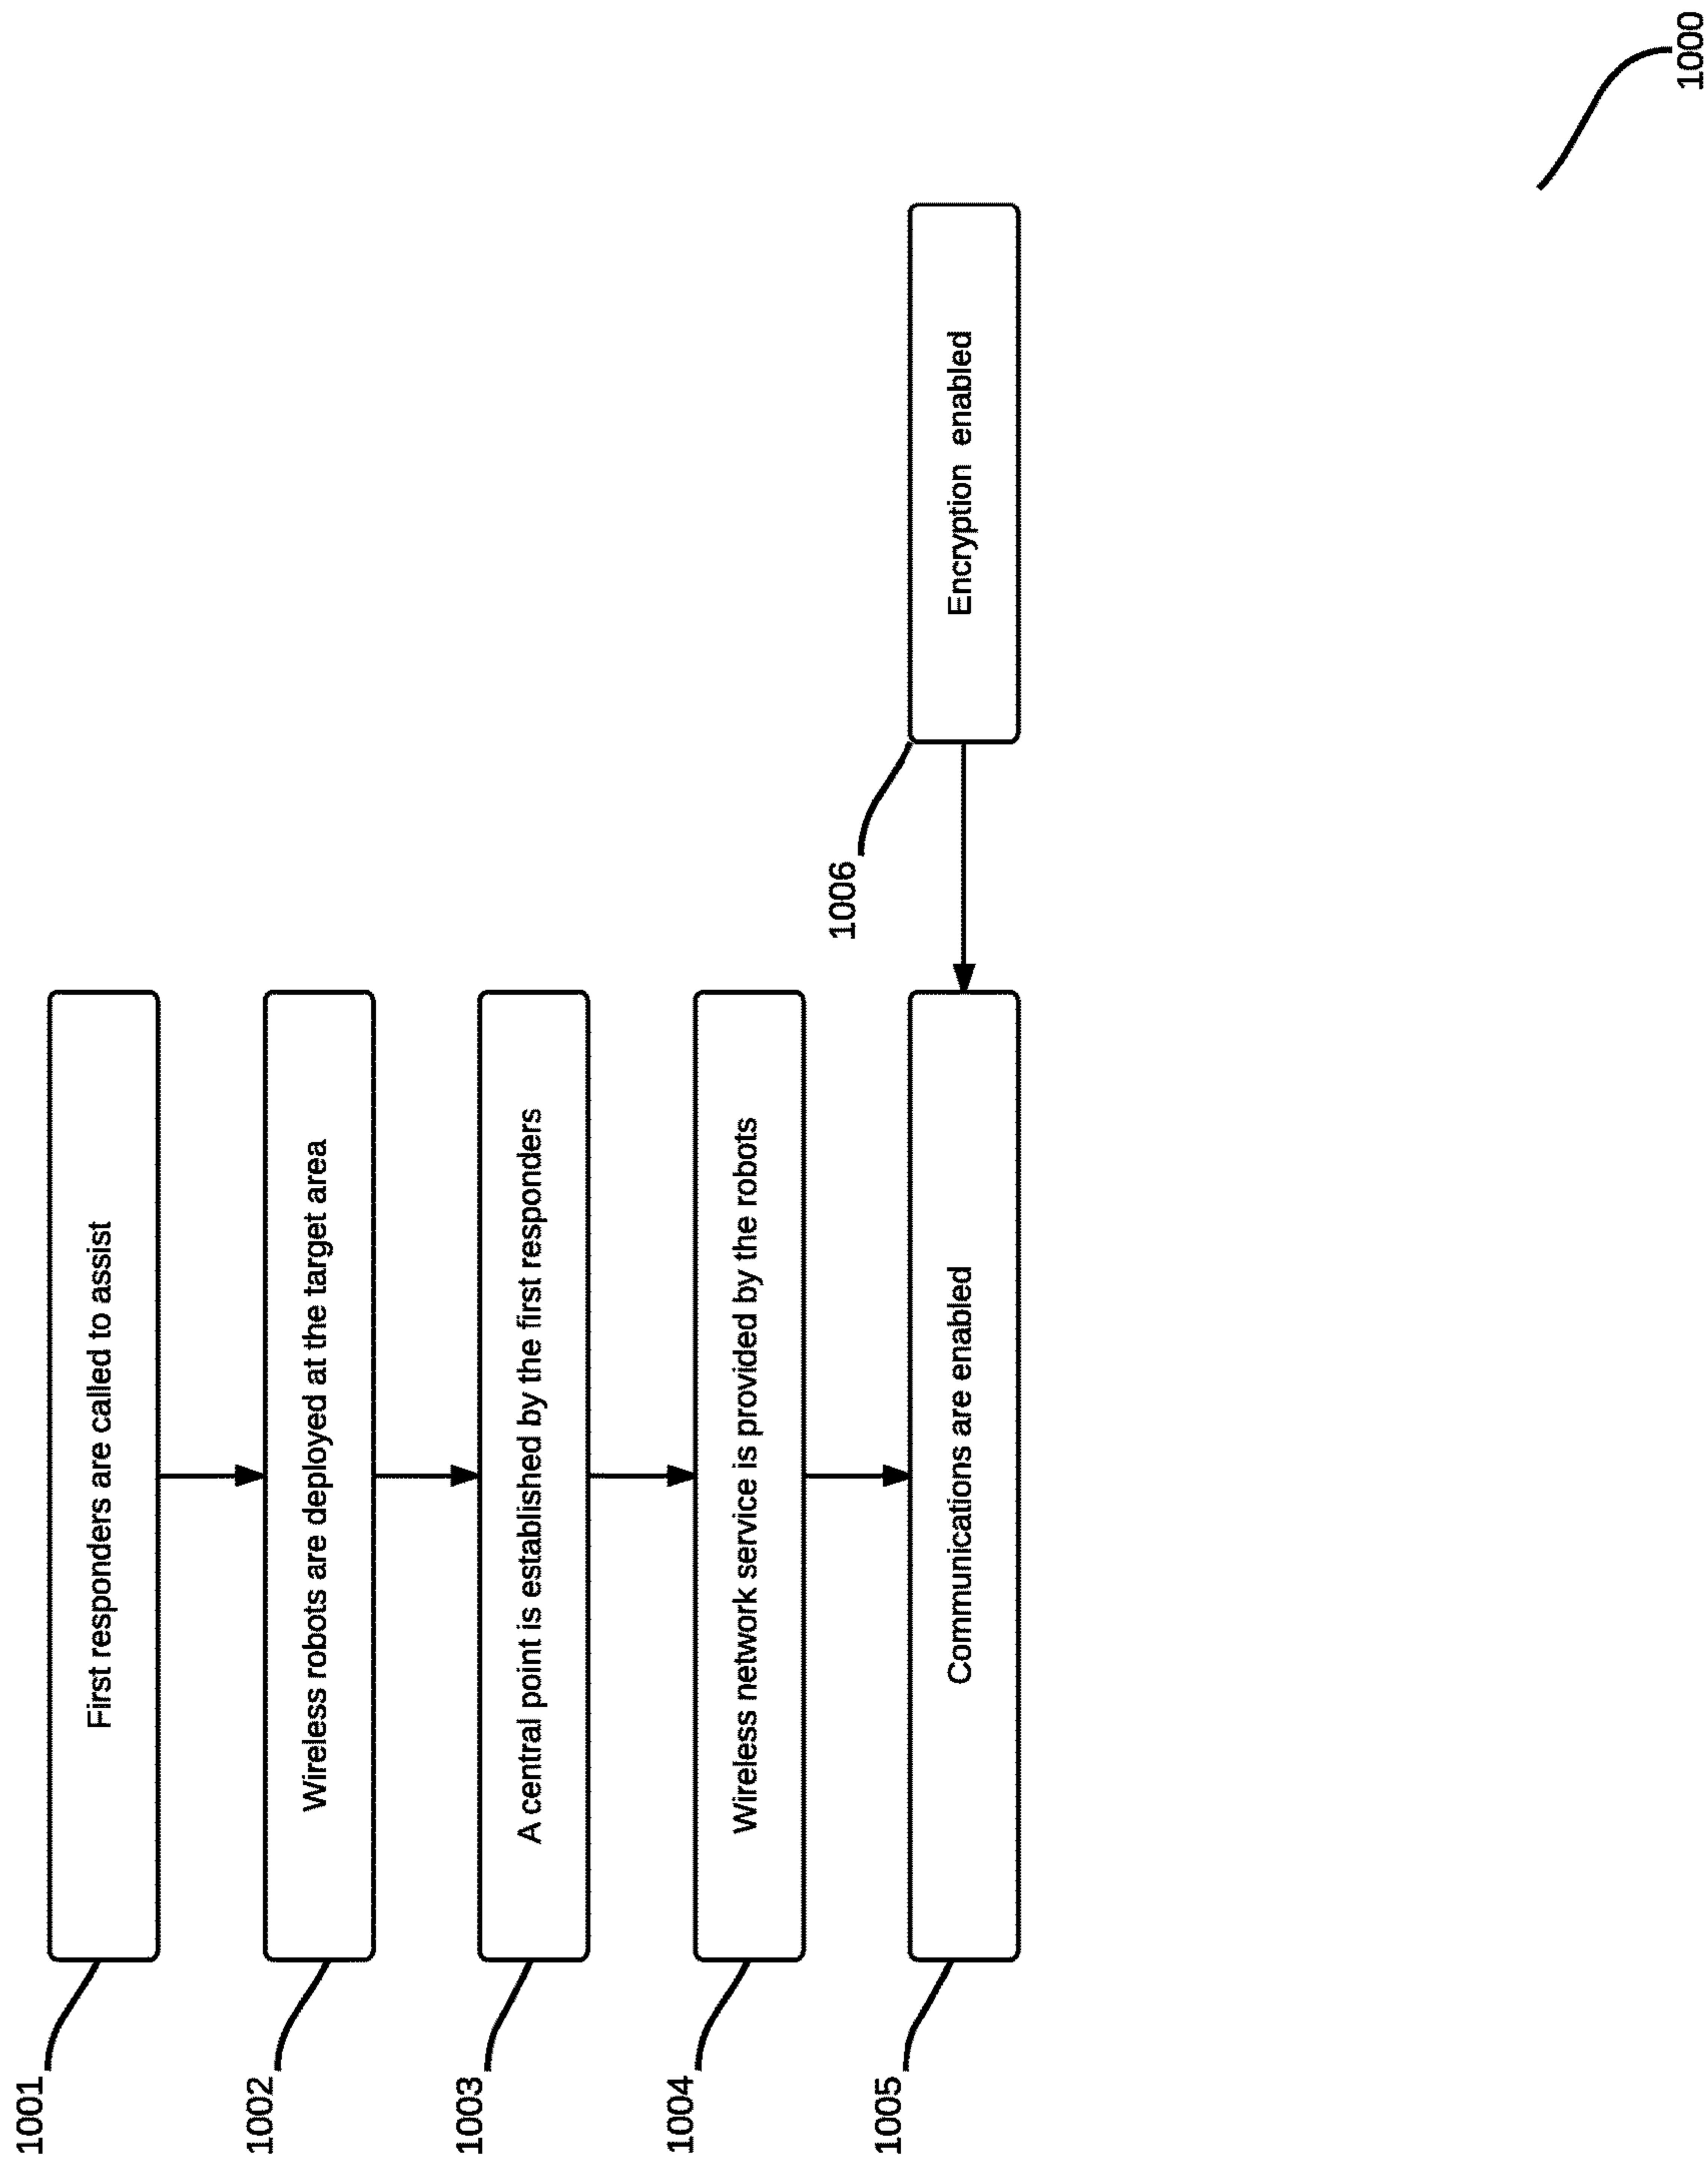 1001
First responders are called to assist
1002
Wireless robots are deployed at the target area
1003
A central point is established by the first responders
1004
Wireless network service is provided by the robots
1006
1005
Communications are enabled
Encryption enabled
1000